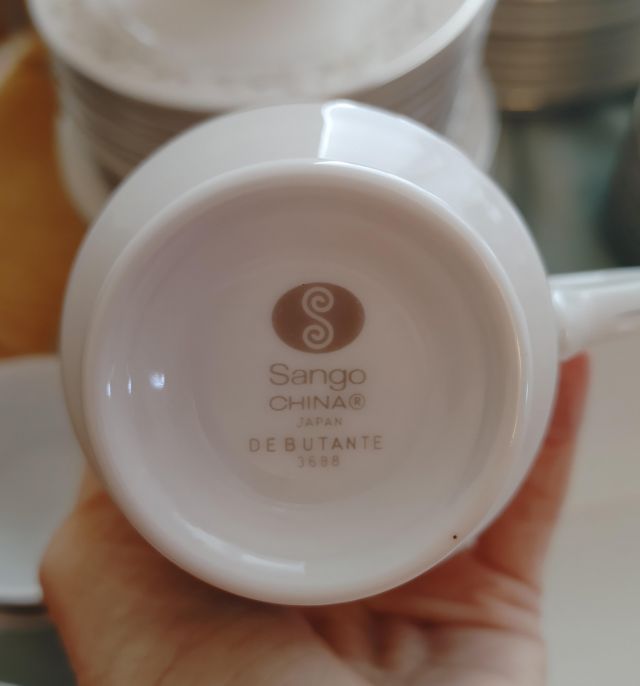 S
Sango
CHINA®
JAPAN
DEBUTANTE
3688